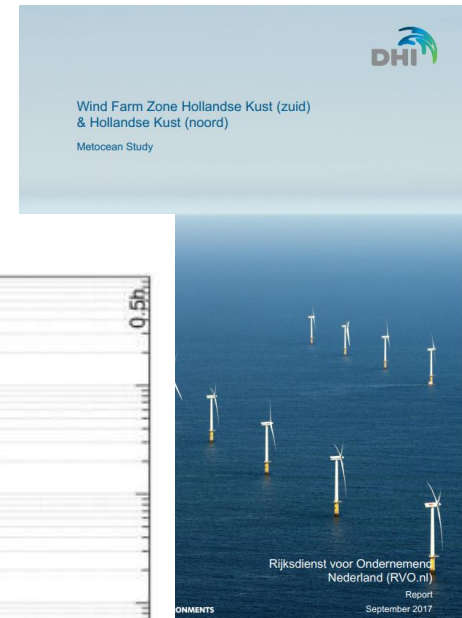 DHI
Wind Farm Zone Hollandse Kust (zuid)
& Hollandse Kust (noord)
Metocean Study
0.5h
Rijksdienst voor Ondernemend
Nederland (RVO.nl)
Report
September 2017
ONMENTS